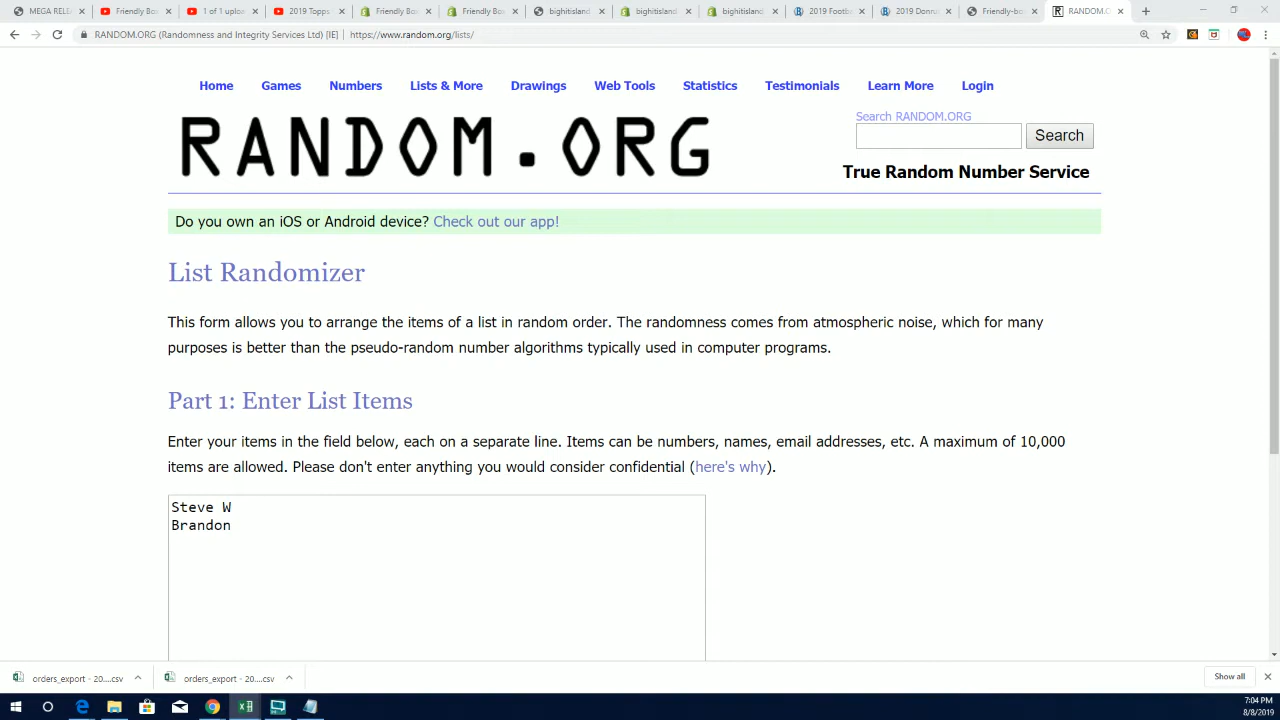 MEGA RELE
Friendly Bo
1 of 1 uploa
2019 Topps
Friendly Bo
Friendly Bo
bighitisland
bighitisland
bighitisland
2019 Footba
2019 Donru
Friendly-bo
RANDOM.O
RANDOM.ORG (Randomness and Integrity Services Ltd) [IE] | https://www.random.org/lists/
Home Games Numbers Lists & More Drawings Web Tools Statistics Testimonials Learn More Login
RANDOM.ORG
Search RANDOM.ORG
Search
True Random Number Service
Do you own an iOS or Android device? Check out our app!
List Randomizer
This form allows you to arrange the items of a list in random order. The randomness comes from atmospheric noise, which for many
purposes is better than the pseudo-random number algorithms typically used in computer programs.
Part 1: Enter List Items
Enter your items in the field below, each on a separate line. Items can be numbers, names, email addresses, etc. A maximum of 10,000
items are allowed. Please don't enter anything you would consider confidential (here's why).
Steve W
Brandon
orders_export - 20....csv
orders_export - 20....csv
Show all
7:04 PM
8/8/2019